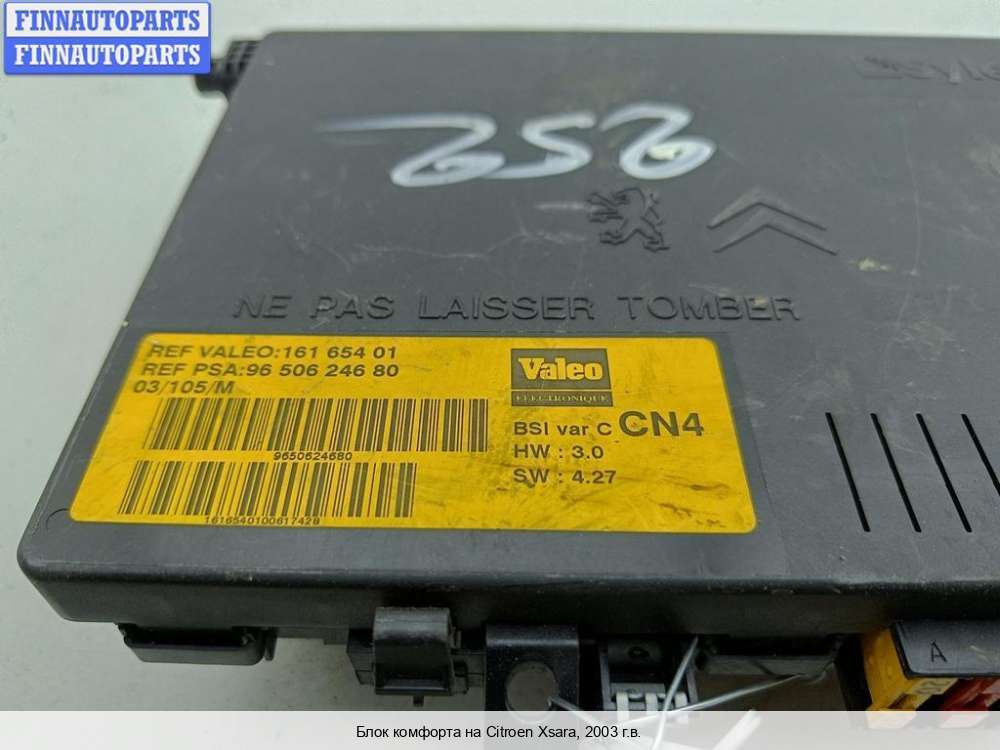 FINNAUTOPARTS
FINNAUTOPARTS
252
NE PAS LAISSER TOMBER
REF VALEO:161 654 01
REF PSA:96 506 246 80
03/105/M
9650624680
1616540100617428
Valeo
ELECTRONIQUE
BSI var C CN4
HW : 3.0
SW : 4.27
A
Блок комфорта на Citroen Xsara, 2003 г.в.